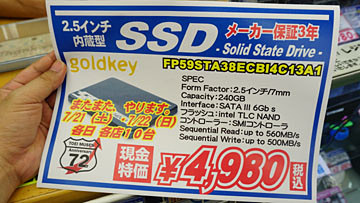 2.5インチ
内蔵型
SSD
メーカー保証3年
- Solid State Drive -
goldkey
FP59STA38ECBI4C13A1
SPEC
Form Factor : 2.5インチ/7mm
Capacity : 240GB
Interface : SATA III 6Gb s
フラッシュ : intel TLC NAND
コントローラー : SMIコントローラ
Sequential Read : up to 560MB/s
Sequential Write : up to 500MB/s
またまた、やります。
7/21(土)~7/22(日)
各日 各店10台
72
Anniversary
現金
特価
¥4,980
税込